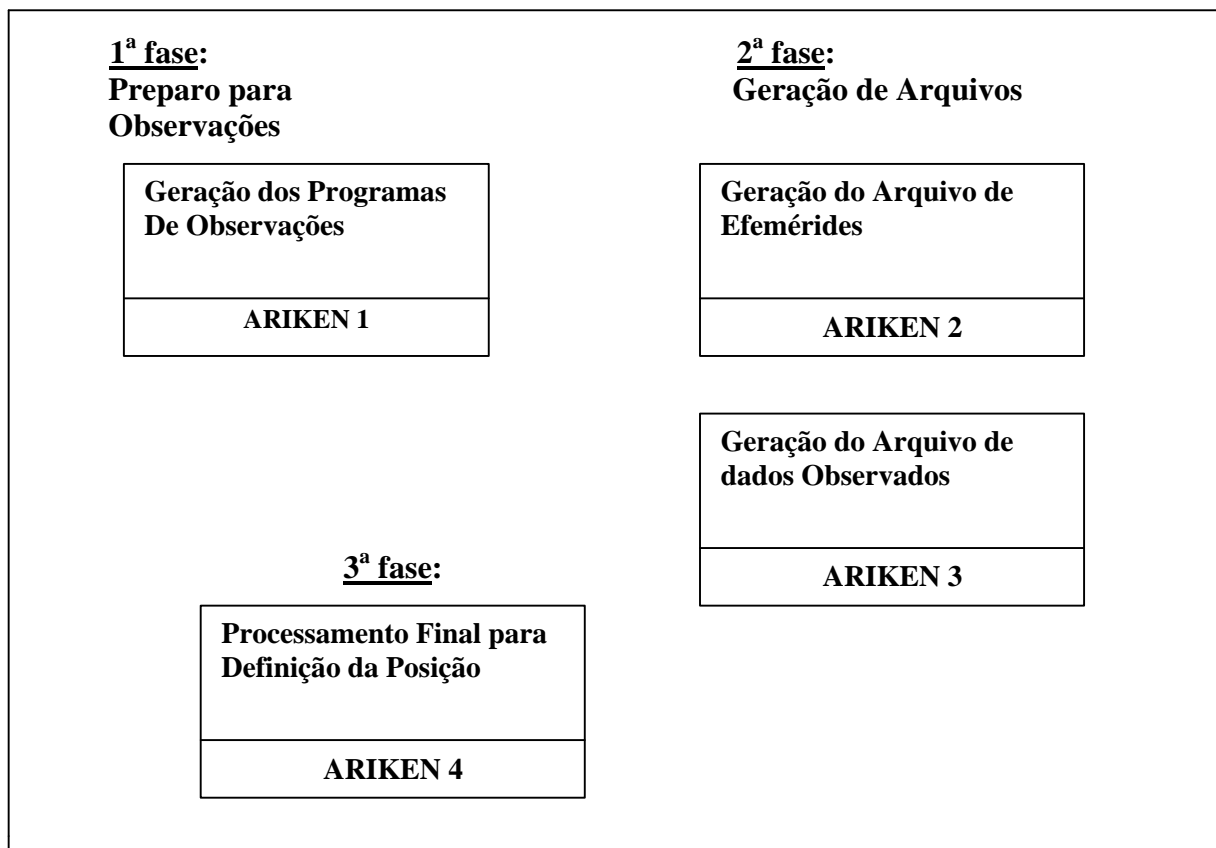 1ª fase:
Preparo para
Observações
Geração dos Programas
De Observações
ARIKEN 1
2ª fase:
Geração de Arquivos
Geração do Arquivo de
Efemérides
ARIKEN 2
Geração do Arquivo de
dados Observados
ARIKEN 3
3ª fase:
Processamento Final para
Definição da Posição
ARIKEN 4